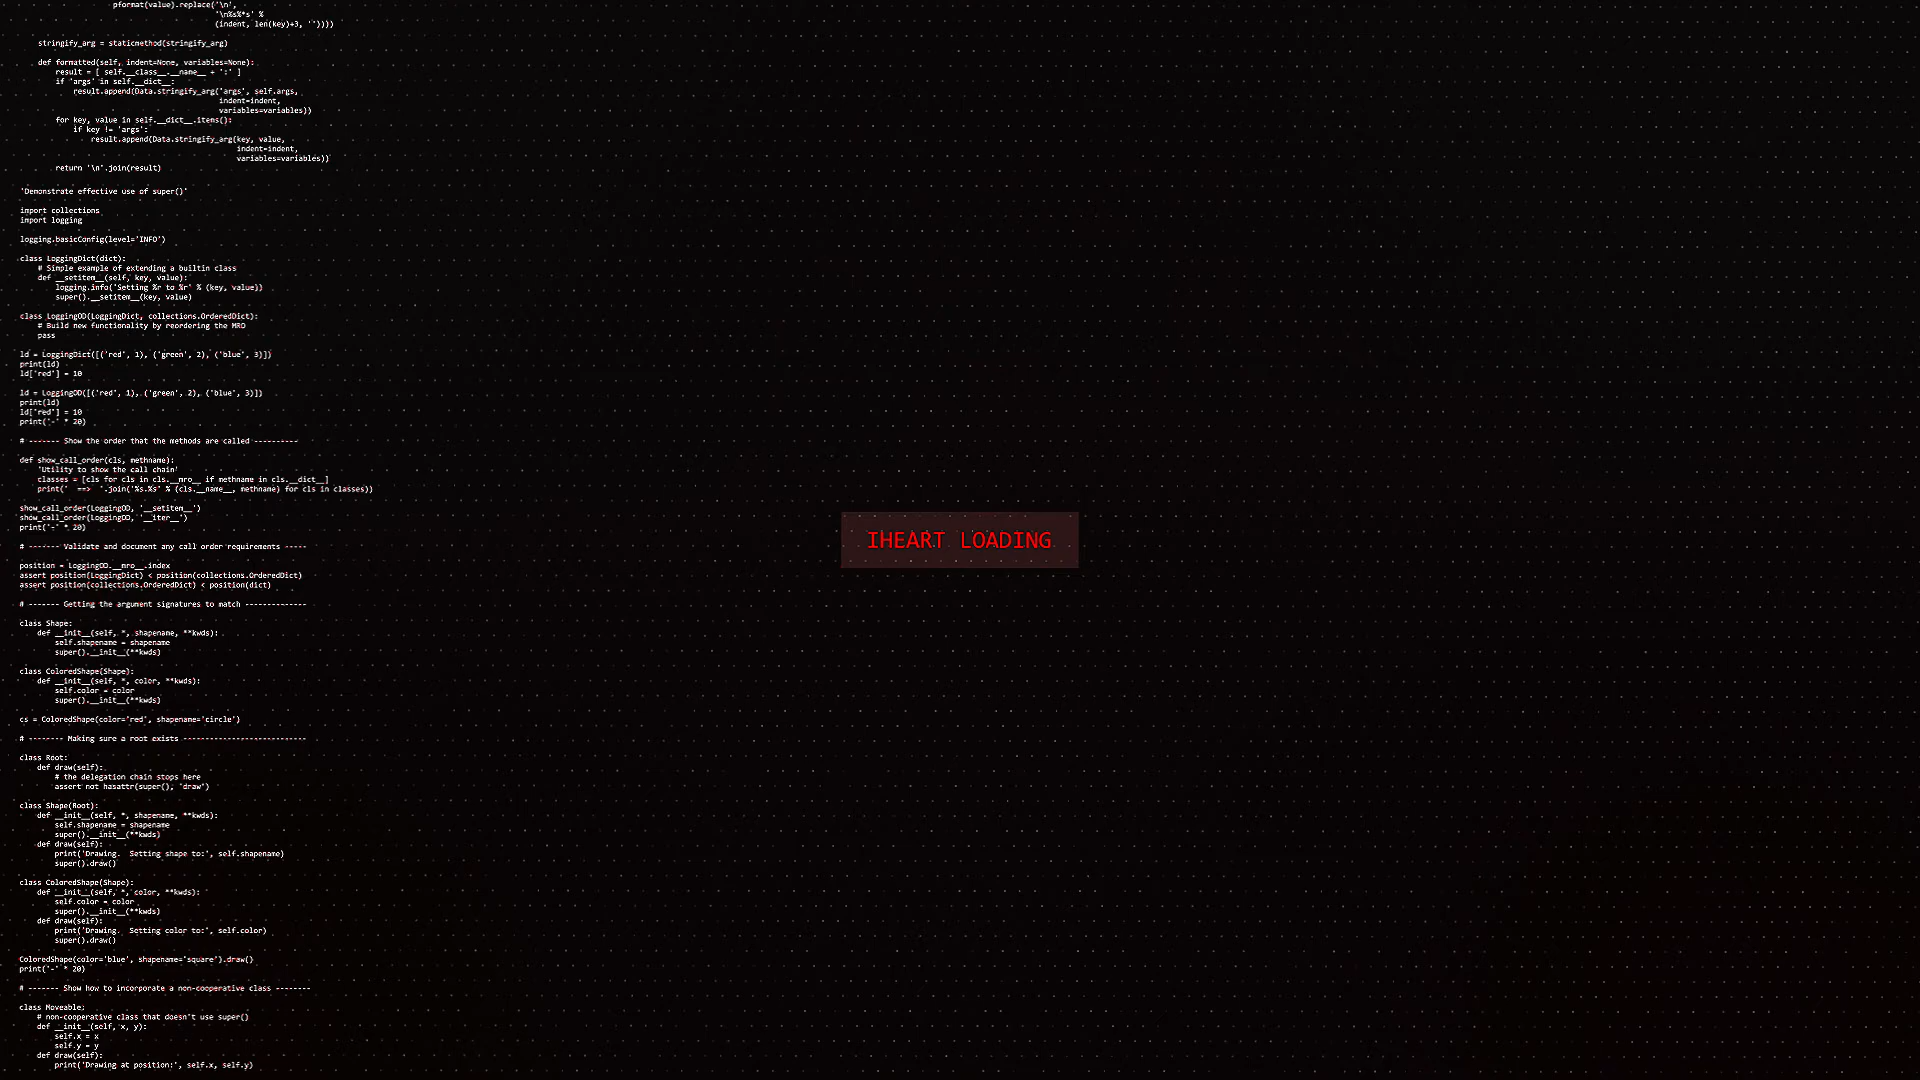 pformat(value).replace('\n',
'\n%s%*s' %
(indent, len(key)+3, ''))))
stringify_arg = staticmethod(stringify_arg)
def formatted(self, indent=None, variables=None):
result = [ self.__class__.__name__ + ':' ]
if 'args' in self.__dict__:
result.append(Data.stringify_arg('args', self.args,
indent=indent,
variables=variables))
for key, value in self.__dict__.items():
if key != 'args':
result.append(Data.stringify_arg(key, value,
indent=indent,
variables=variables))
return '\n'.join(result)
'Demonstrate effective use of super()'
import collections
import logging
logging.basicConfig(level='INFO')
class LoggingDict(dict):
# Simple example of extending a builtin class
def __setitem__(self, key, value):
logging.info('Setting %r to %r' % (key, value))
super().__setitem__(key, value)
class LoggingOD(LoggingDict, collections.OrderedDict):
# Build new functionality by reordering the MRO
pass
ld = LoggingDict([('red', 1), ('green', 2), ('blue', 3)])
print(ld)
ld['red'] = 10
ld = LoggingOD([('red', 1), ('green', 2), ('blue', 3)])
print(ld)
ld['red'] = 10
print('-' * 20)
# ------- Show the order that the methods are called ----------
def show_call_order(cls, methname):
'Utility to show the call chain'
classes = [cls for cls in cls.__mro__ if methname in cls.__dict__]
print('  ==>  '.join('%s.%s' % (cls.__name__, methname) for cls in classes))
show_call_order(LoggingOD, '__setitem__')
show_call_order(LoggingOD, '__iter__')
print('-' * 20)
# ------- Validate and document any call order requirements -----
position = LoggingOD.__mro__.index
assert position(LoggingDict) < position(collections.OrderedDict)
assert position(collections.OrderedDict) < position(dict)
# ------- Getting the argument signatures to match --------------
class Shape:
def __init__(self, *, shapename, **kwds):
self.shapename = shapename
super().__init__(**kwds)
class ColoredShape(Shape):
def __init__(self, *, color, **kwds):
self.color = color
super().__init__(**kwds)
cs = ColoredShape(color='red', shapename='circle')
# -------- Making sure a root exists ----------------------------
class Root:
def draw(self):
# the delegation chain stops here
assert not hasattr(super(), 'draw')
class Shape(Root):
def __init__(self, *, shapename, **kwds):
self.shapename = shapename
super().__init__(**kwds)
def draw(self):
print('Drawing.  Setting shape to:', self.shapename)
super().draw()
class ColoredShape(Shape):
def __init__(self, *, color, **kwds):
self.color = color
super().__init__(**kwds)
def draw(self):
print('Drawing.  Setting color to:', self.color)
super().draw()
ColoredShape(color='blue', shapename='square').draw()
print('-' * 20)
# ------- Show how to incorporate a non-cooperative class --------
class Moveable:
# non-cooperative class that doesn't use super()
def __init__(self, x, y):
self.x = x
self.y = y
def draw(self):
print('Drawing at position:', self.x, self.y)
IHEART LOADING